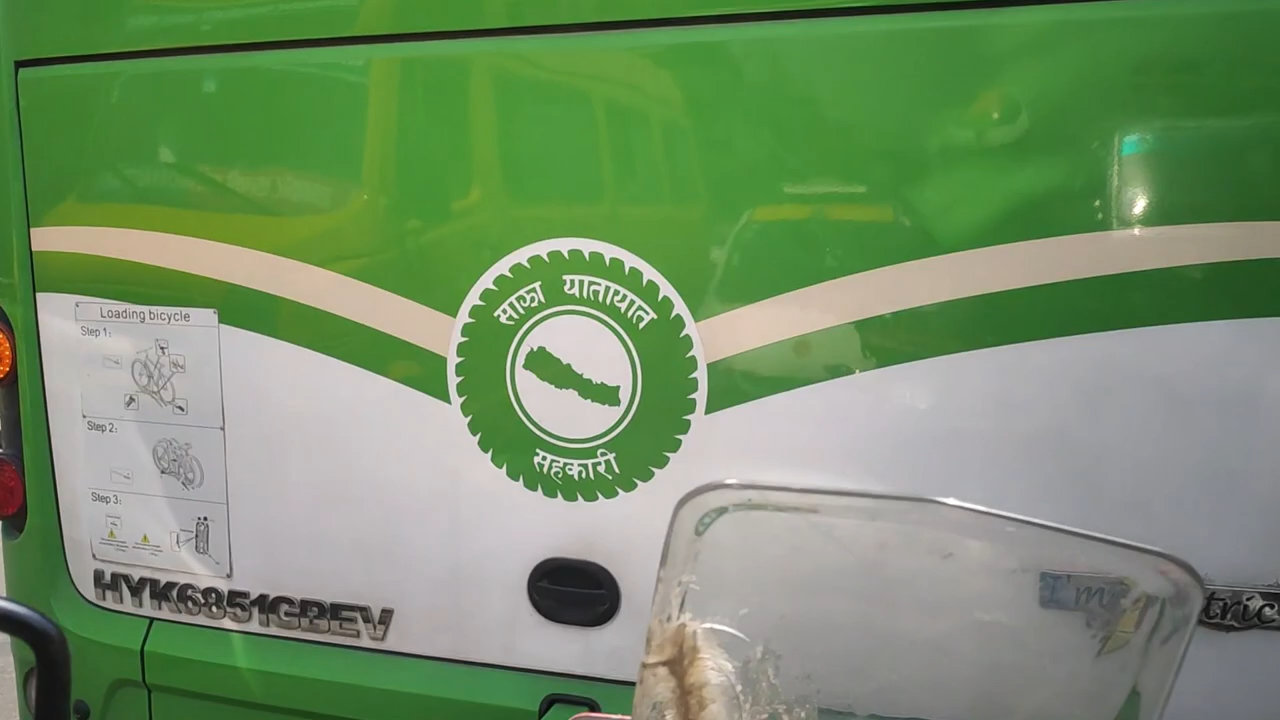 साझा यातायात
सहकारी
Loading bicycle
Step 1:
Step 2:
Step 3:
HYK6851GBEV
I'm